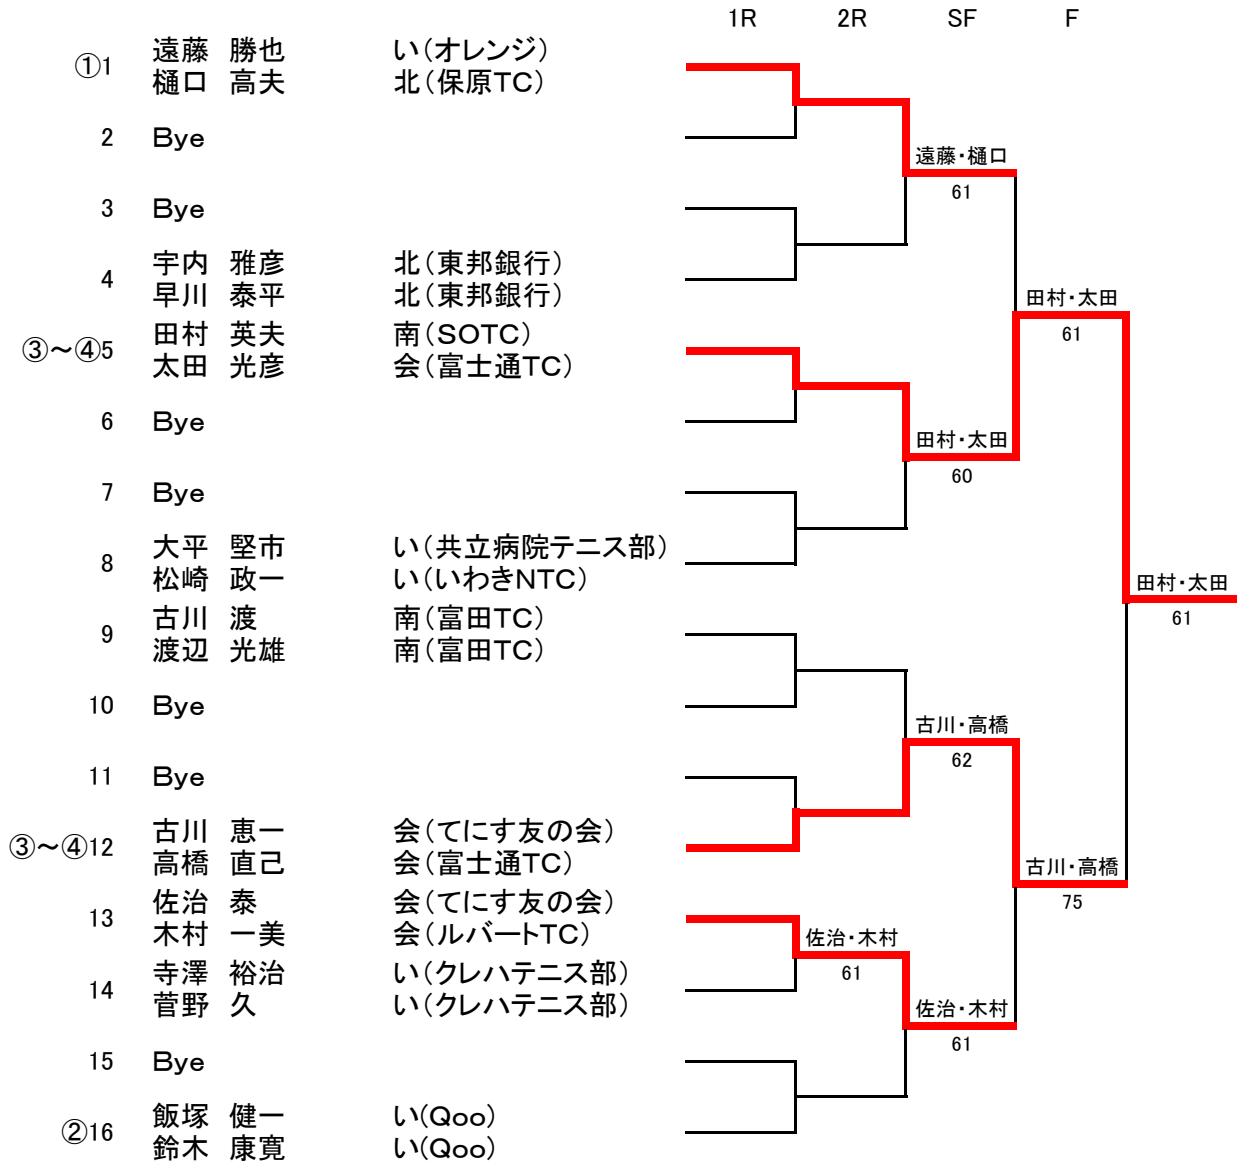 1R 2R SF F
①1 遠藤 勝也 い(オレンジ)
樋口 高夫 北(保原TC)
2 Bye
遠藤・樋口
61
3 Bye
4 宇内 雅彦 北(東邦銀行)
早川 泰平 北(東邦銀行)
田村・太田
61
③～④5 田村 英夫 南(SOTC)
太田 光彦 会(富士通TC)
6 Bye
田村・太田
60
7 Bye
8 大平 堅市 い(共立病院テニス部)
松崎 政一 い(いわきNTC)
田村・太田
61
9 古川 渡 南(富田TC)
渡辺 光雄 南(富田TC)
10 Bye
古川・高橋
62
11 Bye
③～④12 古川 恵一 会(てにす友の会)
高橋 直己 会(富士通TC)
古川・高橋
75
13 佐治 泰 会(てにす友の会)
木村 一美 会(ルバートTC)
佐治・木村
61
14 寺澤 裕治 い(クレハテニス部)
菅野 久 い(クレハテニス部)
佐治・木村
61
15 Bye
②16 飯塚 健一 い(Qoo)
鈴木 康寛 い(Qoo)